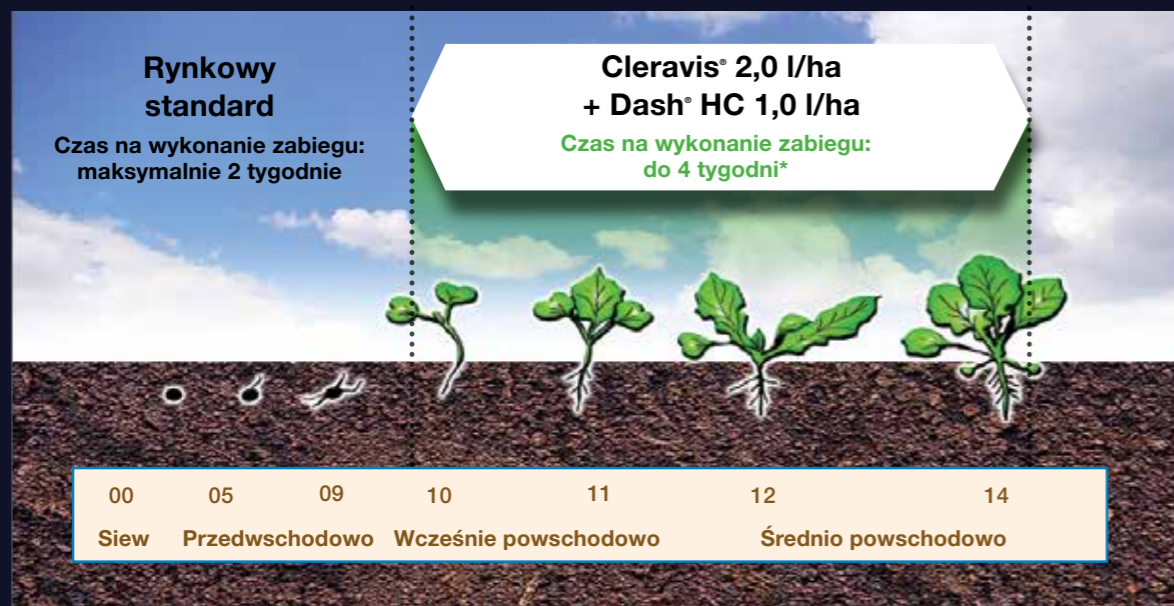 Rynkowy
standard
Czas na wykonanie zabiegu:
maksymalnie 2 tygodnie
Cleravis® 2,0 l/ha
+ Dash® HC 1,0 l/ha
Czas na wykonanie zabiegu:
do 4 tygodni*
00 05 09 10 11 12 14
Siew Przedwschodowo Wcześnie powschodowo Średnio powschodowo